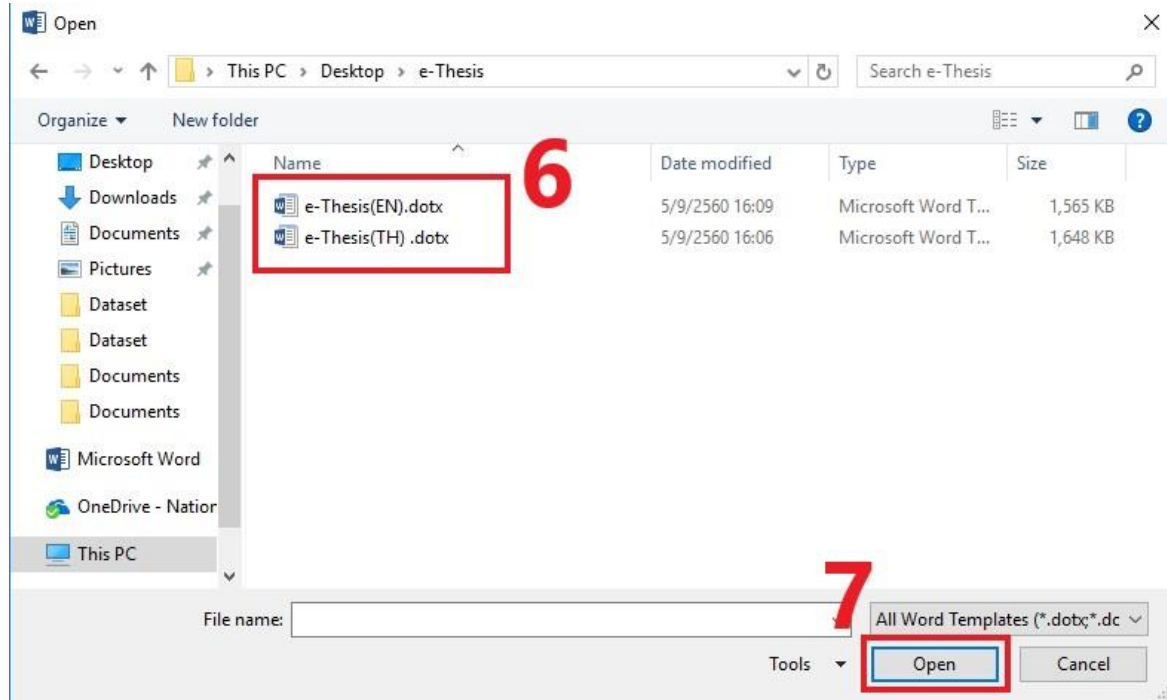 Open
This PC > Desktop > e-Thesis
Search e-Thesis
Organize
New folder
6
Name
Date modified
Type
Size
Desktop
Downloads
Documents
Pictures
Dataset
Dataset
Documents
Documents
Microsoft Word
OneDrive - Nation
This PC
e-Thesis(EN).dotx 5/9/2560 16:09 Microsoft Word T... 1,565 KB
e-Thesis(TH) .dotx 5/9/2560 16:06 Microsoft Word T... 1,648 KB
7
File name:
All Word Templates (*.dotx;*.dc
Tools
Open
Cancel